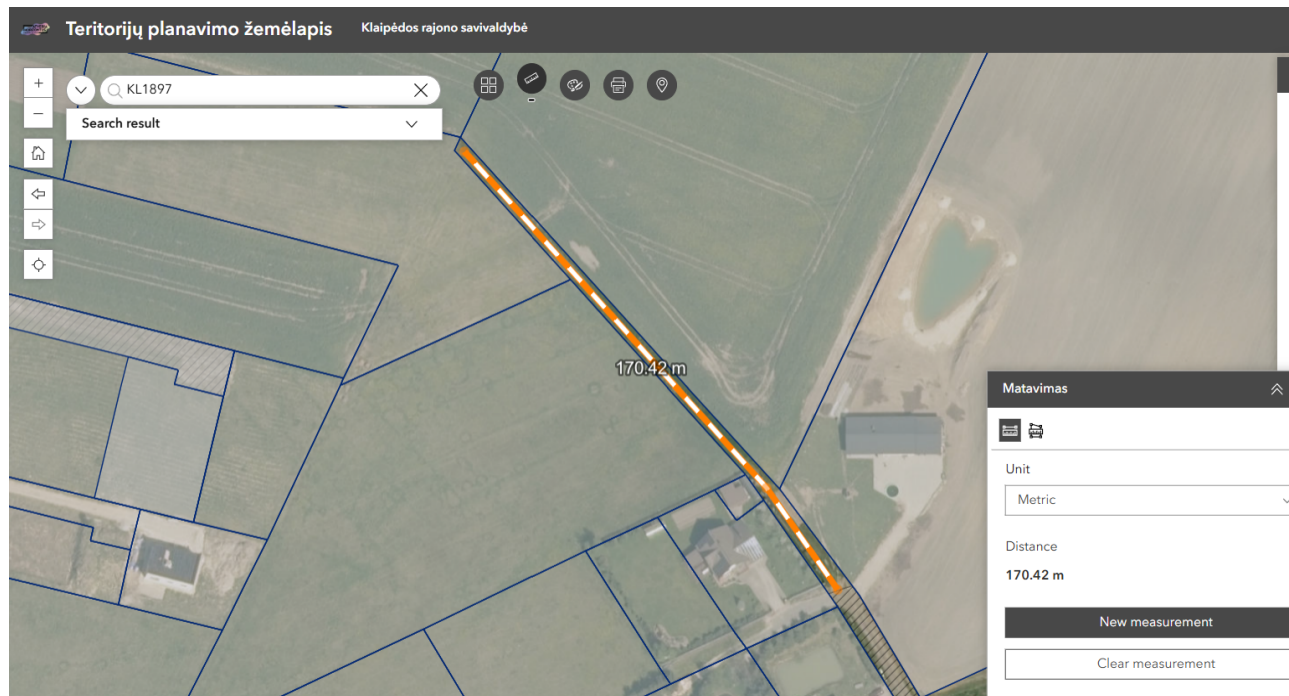 Teritorijų planavimo žemėlapis Klaipėdos rajono savivaldybė
KL1897
Search result
170.42 m
Matavimas
Unit
Metric
Distance
170.42 m
New measurement
Clear measurement